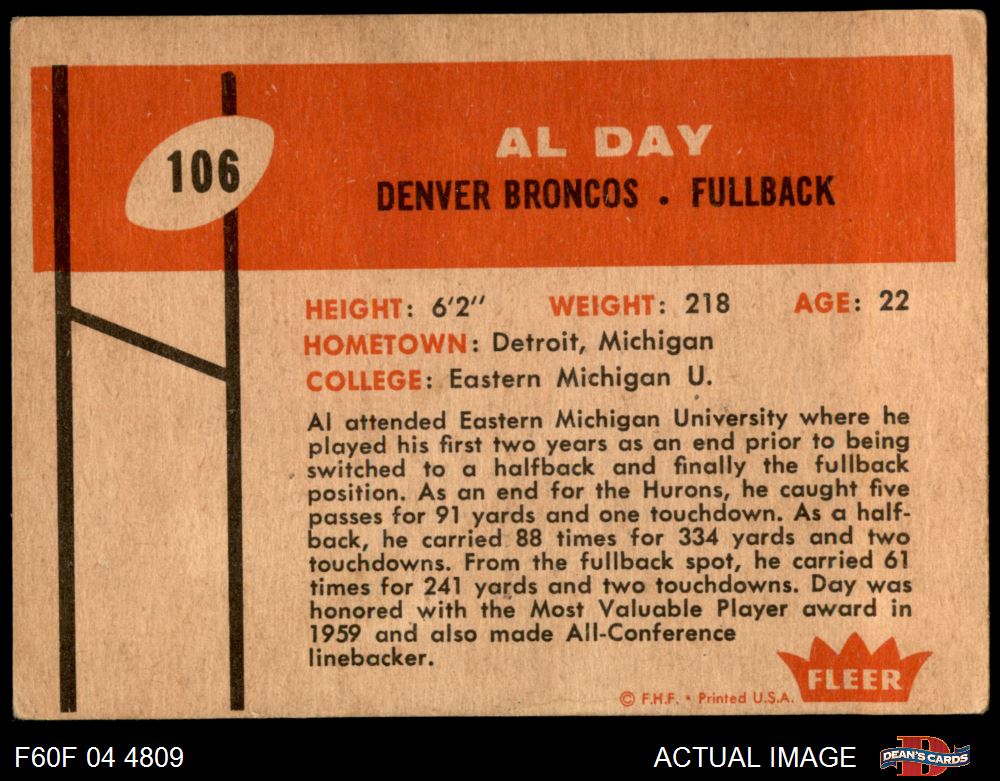 106
AL DAY
DENVER BRONCOS . FULLBACK
HEIGHT: 6'2" WEIGHT: 218 AGE: 22
HOMETOWN: Detroit, Michigan
COLLEGE: Eastern Michigan U.
Al attended Eastern Michigan University where he
played his first two years as an end prior to being
switched to a halfback and finally the fullback
position. As an end for the Hurons, he caught five
passes for 91 yards and one touchdown. As a half-
back, he carried 88 times for 334 yards and two
touchdowns. From the fullback spot, he carried 61
times for 241 yards and two touchdowns. Day was
honored with the Most Valuable Player award in
1959 and also made All-Conference
linebacker.
FLEER
© F.H.F. • Printed U.S.A.
F60F 04 4809 ACTUAL IMAGE D DEAN'S CARDS